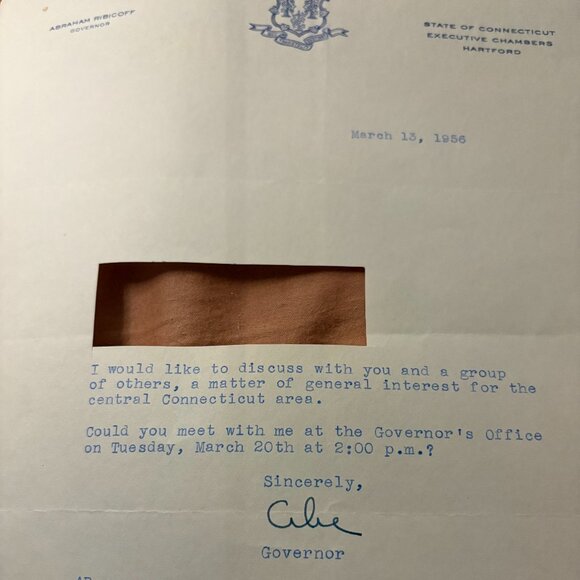 ABRAHAM RIBICOFF
GOVERNOR
STATE OF CONNECTICUT
EXECUTIVE CHAMBERS
HARTFORD
March 13, 1956
I would like to discuss with you and a group
of others, a matter of general interest for the
central Connecticut area.
Could you meet with me at the Governor's Office
on Tuesday, March 20th at 2:00 p.m.?
Sincerely,
Abe
Governor